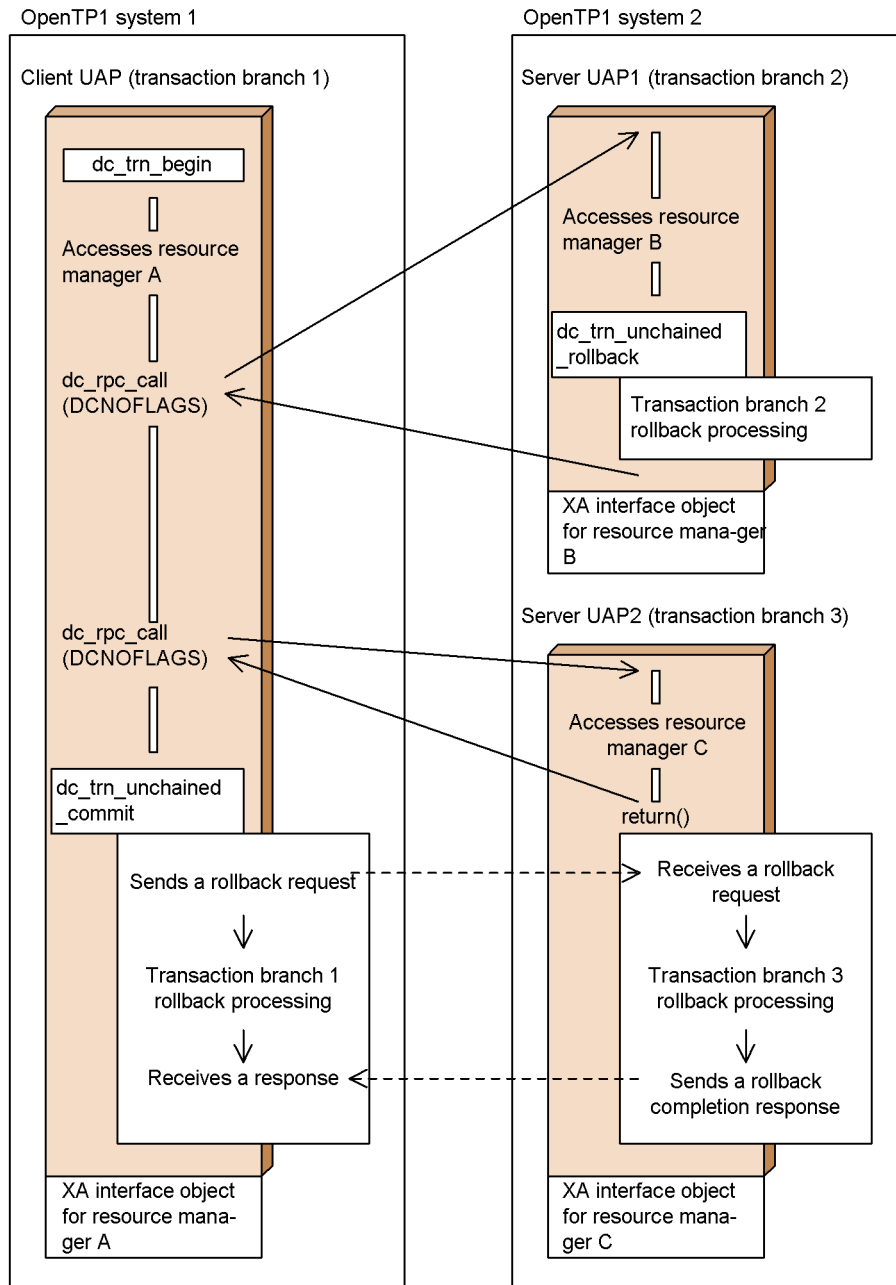 OpenTP1 system 1
Client UAP (transaction branch 1)
dc_trn_begin
Accesses resource
manager A
dc_rpc_call
(DCNOFLAGS)
dc_rpc_call
(DCNOFLAGS)
dc_trn_unchained
_commit
Sends a rollback request
Transaction branch 1
rollback processing
Receives a response
XA interface object
for resource mana-
ger A
OpenTP1 system 2
Server UAP1 (transaction branch 2)
Accesses resource
manager B
dc_trn_unchained
_rollback
Transaction branch 2
rollback processing
XA interface object
for resource mana-ger
B
Server UAP2 (transaction branch 3)
Accesses resource
manager C
return()
Receives a rollback
request
Transaction branch 3
rollback processing
Sends a rollback
completion response
XA interface object
for resource mana-
ger C